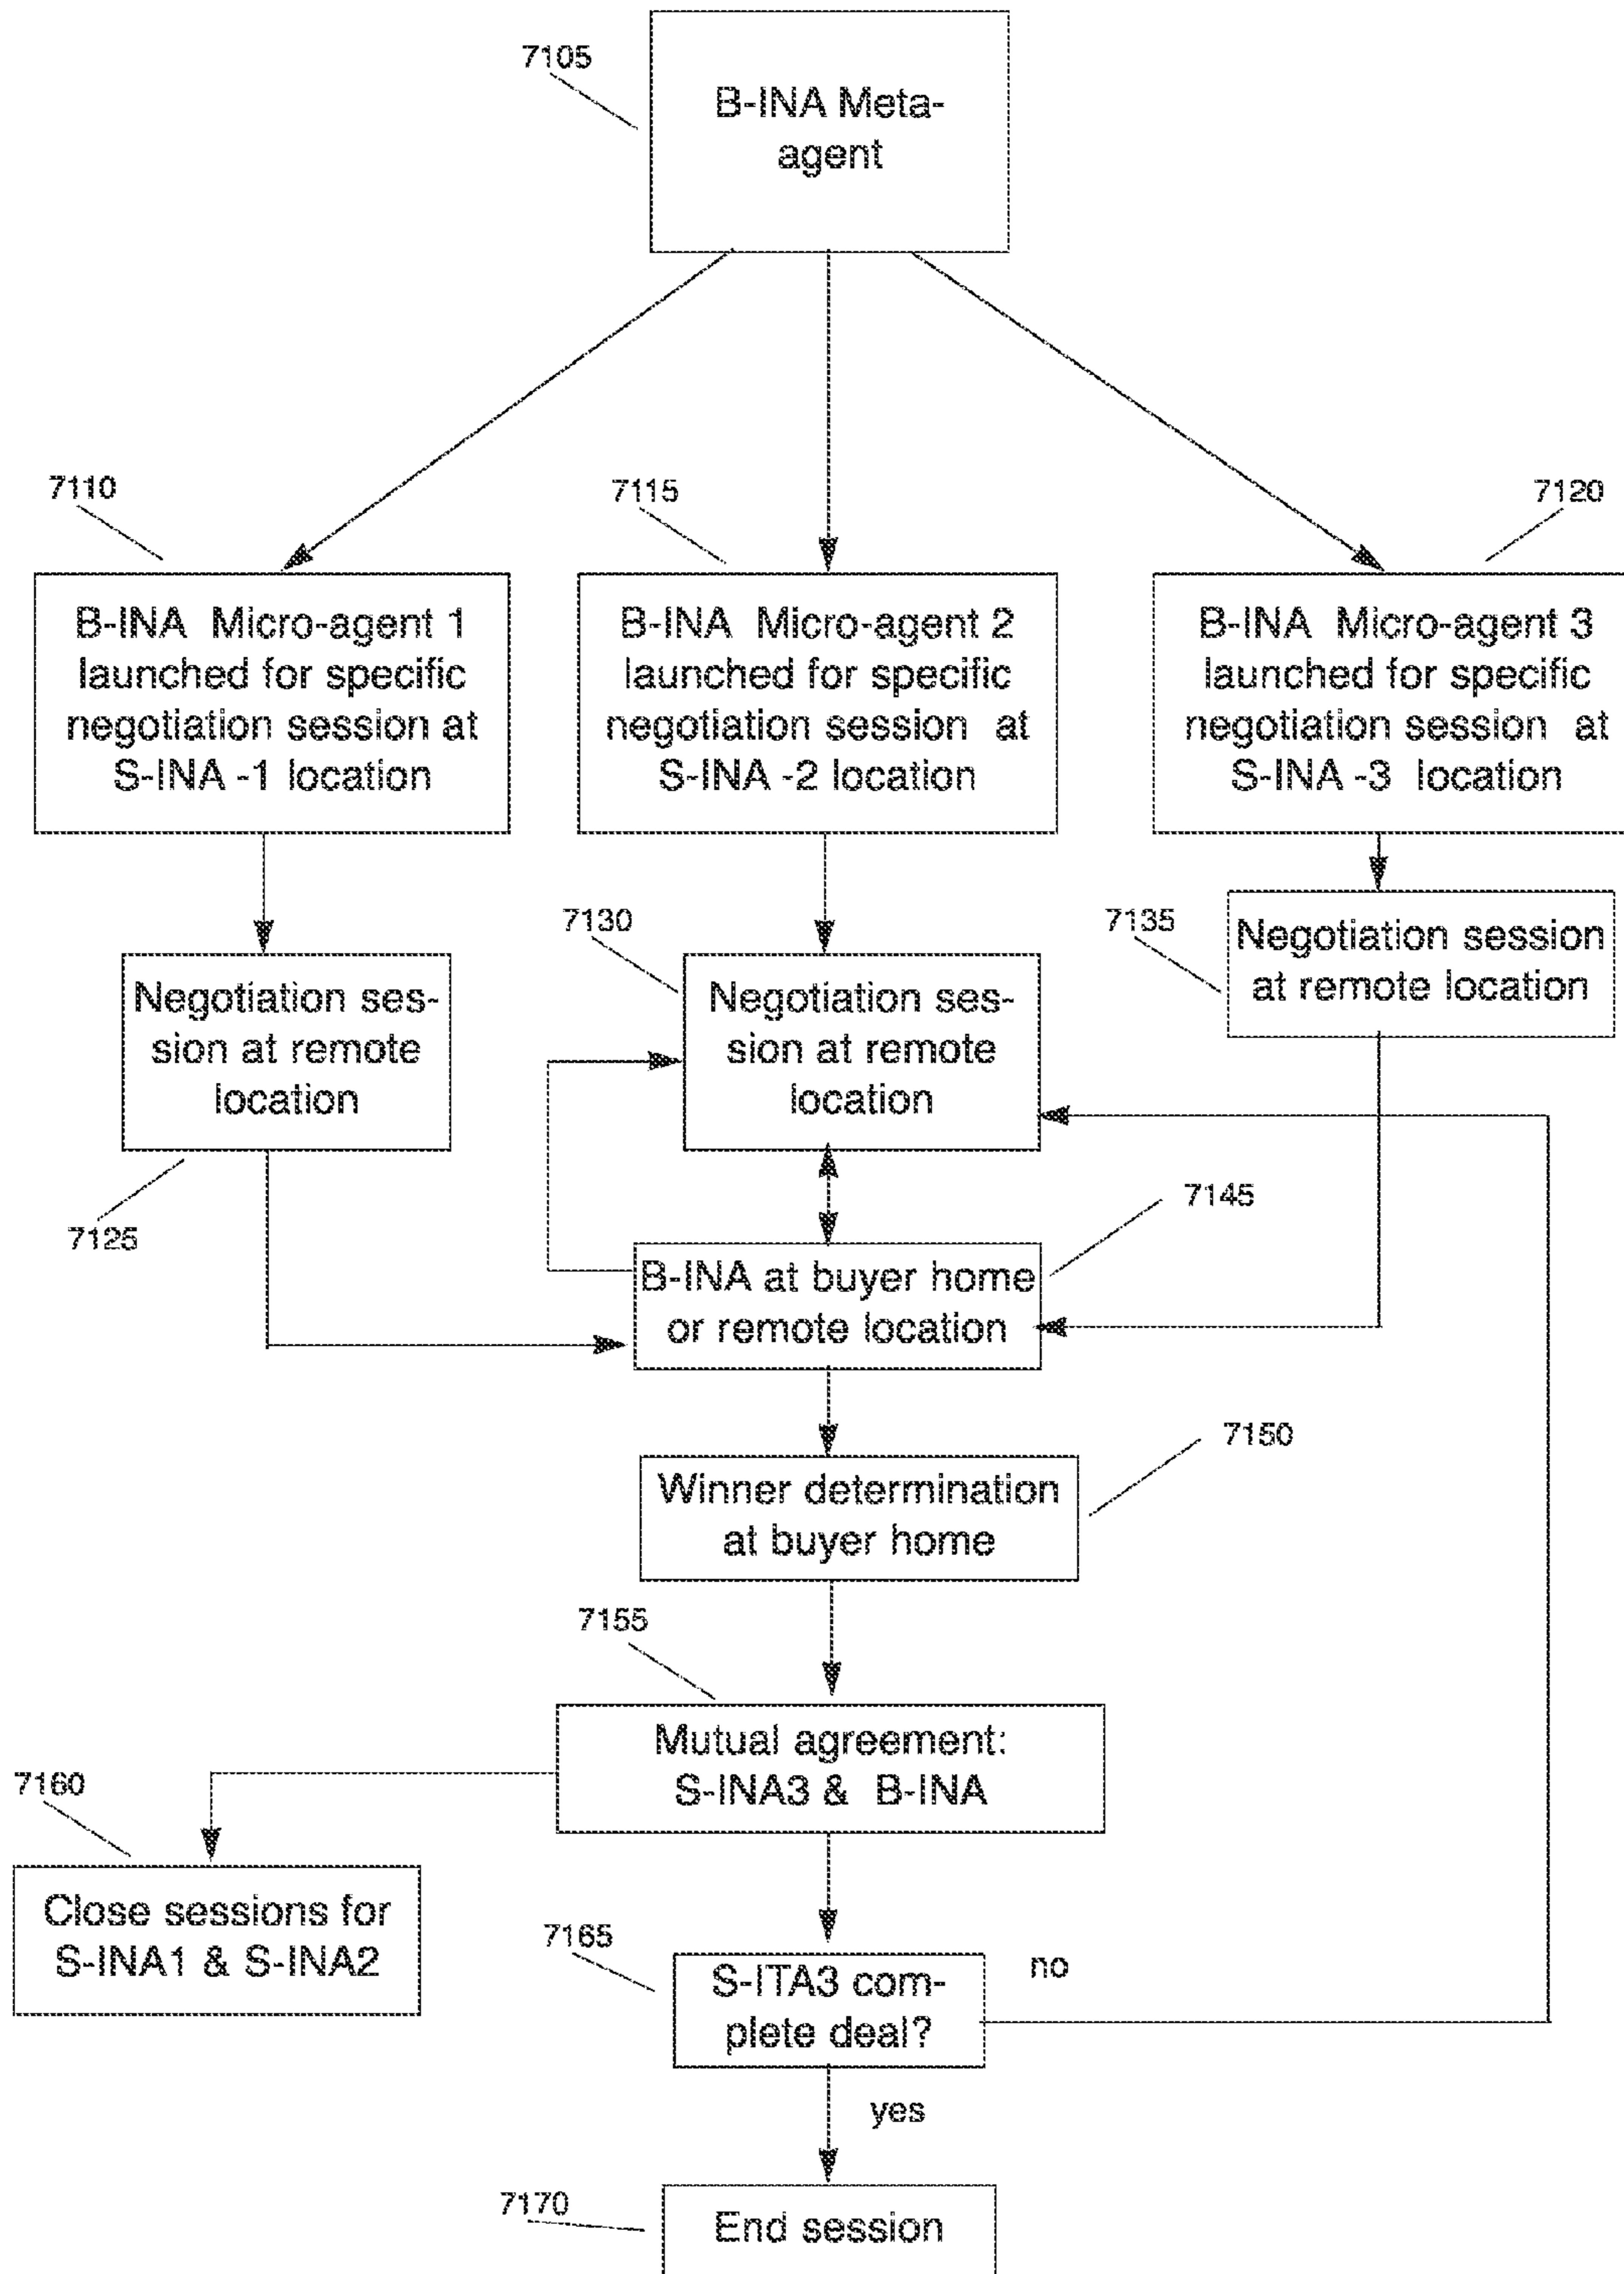 7105
B-INA Meta-
agent
7110
7115
7120
B-INA Micro-agent 1
launched for specific
negotiation session at
S-INA -1 location
B-INA Micro-agent 2
launched for specific
negotiation session at
S-INA -2 location
B-INA Micro-agent 3
launched for specific
negotiation session at
S-INA -3 location
7130
7135
Negotiation ses-
sion at remote
location
Negotiation ses-
sion at remote
location
Negotiation session
at remote location
7125
7145
B-INA at buyer home
or remote location
7150
Winner determination
at buyer home
7155
Mutual agreement:
S-INA3 & B-INA
7160
Close sessions for
S-INA1 & S-INA2
7165
S-ITA3 com-
plete deal?
no
yes
7170
End session